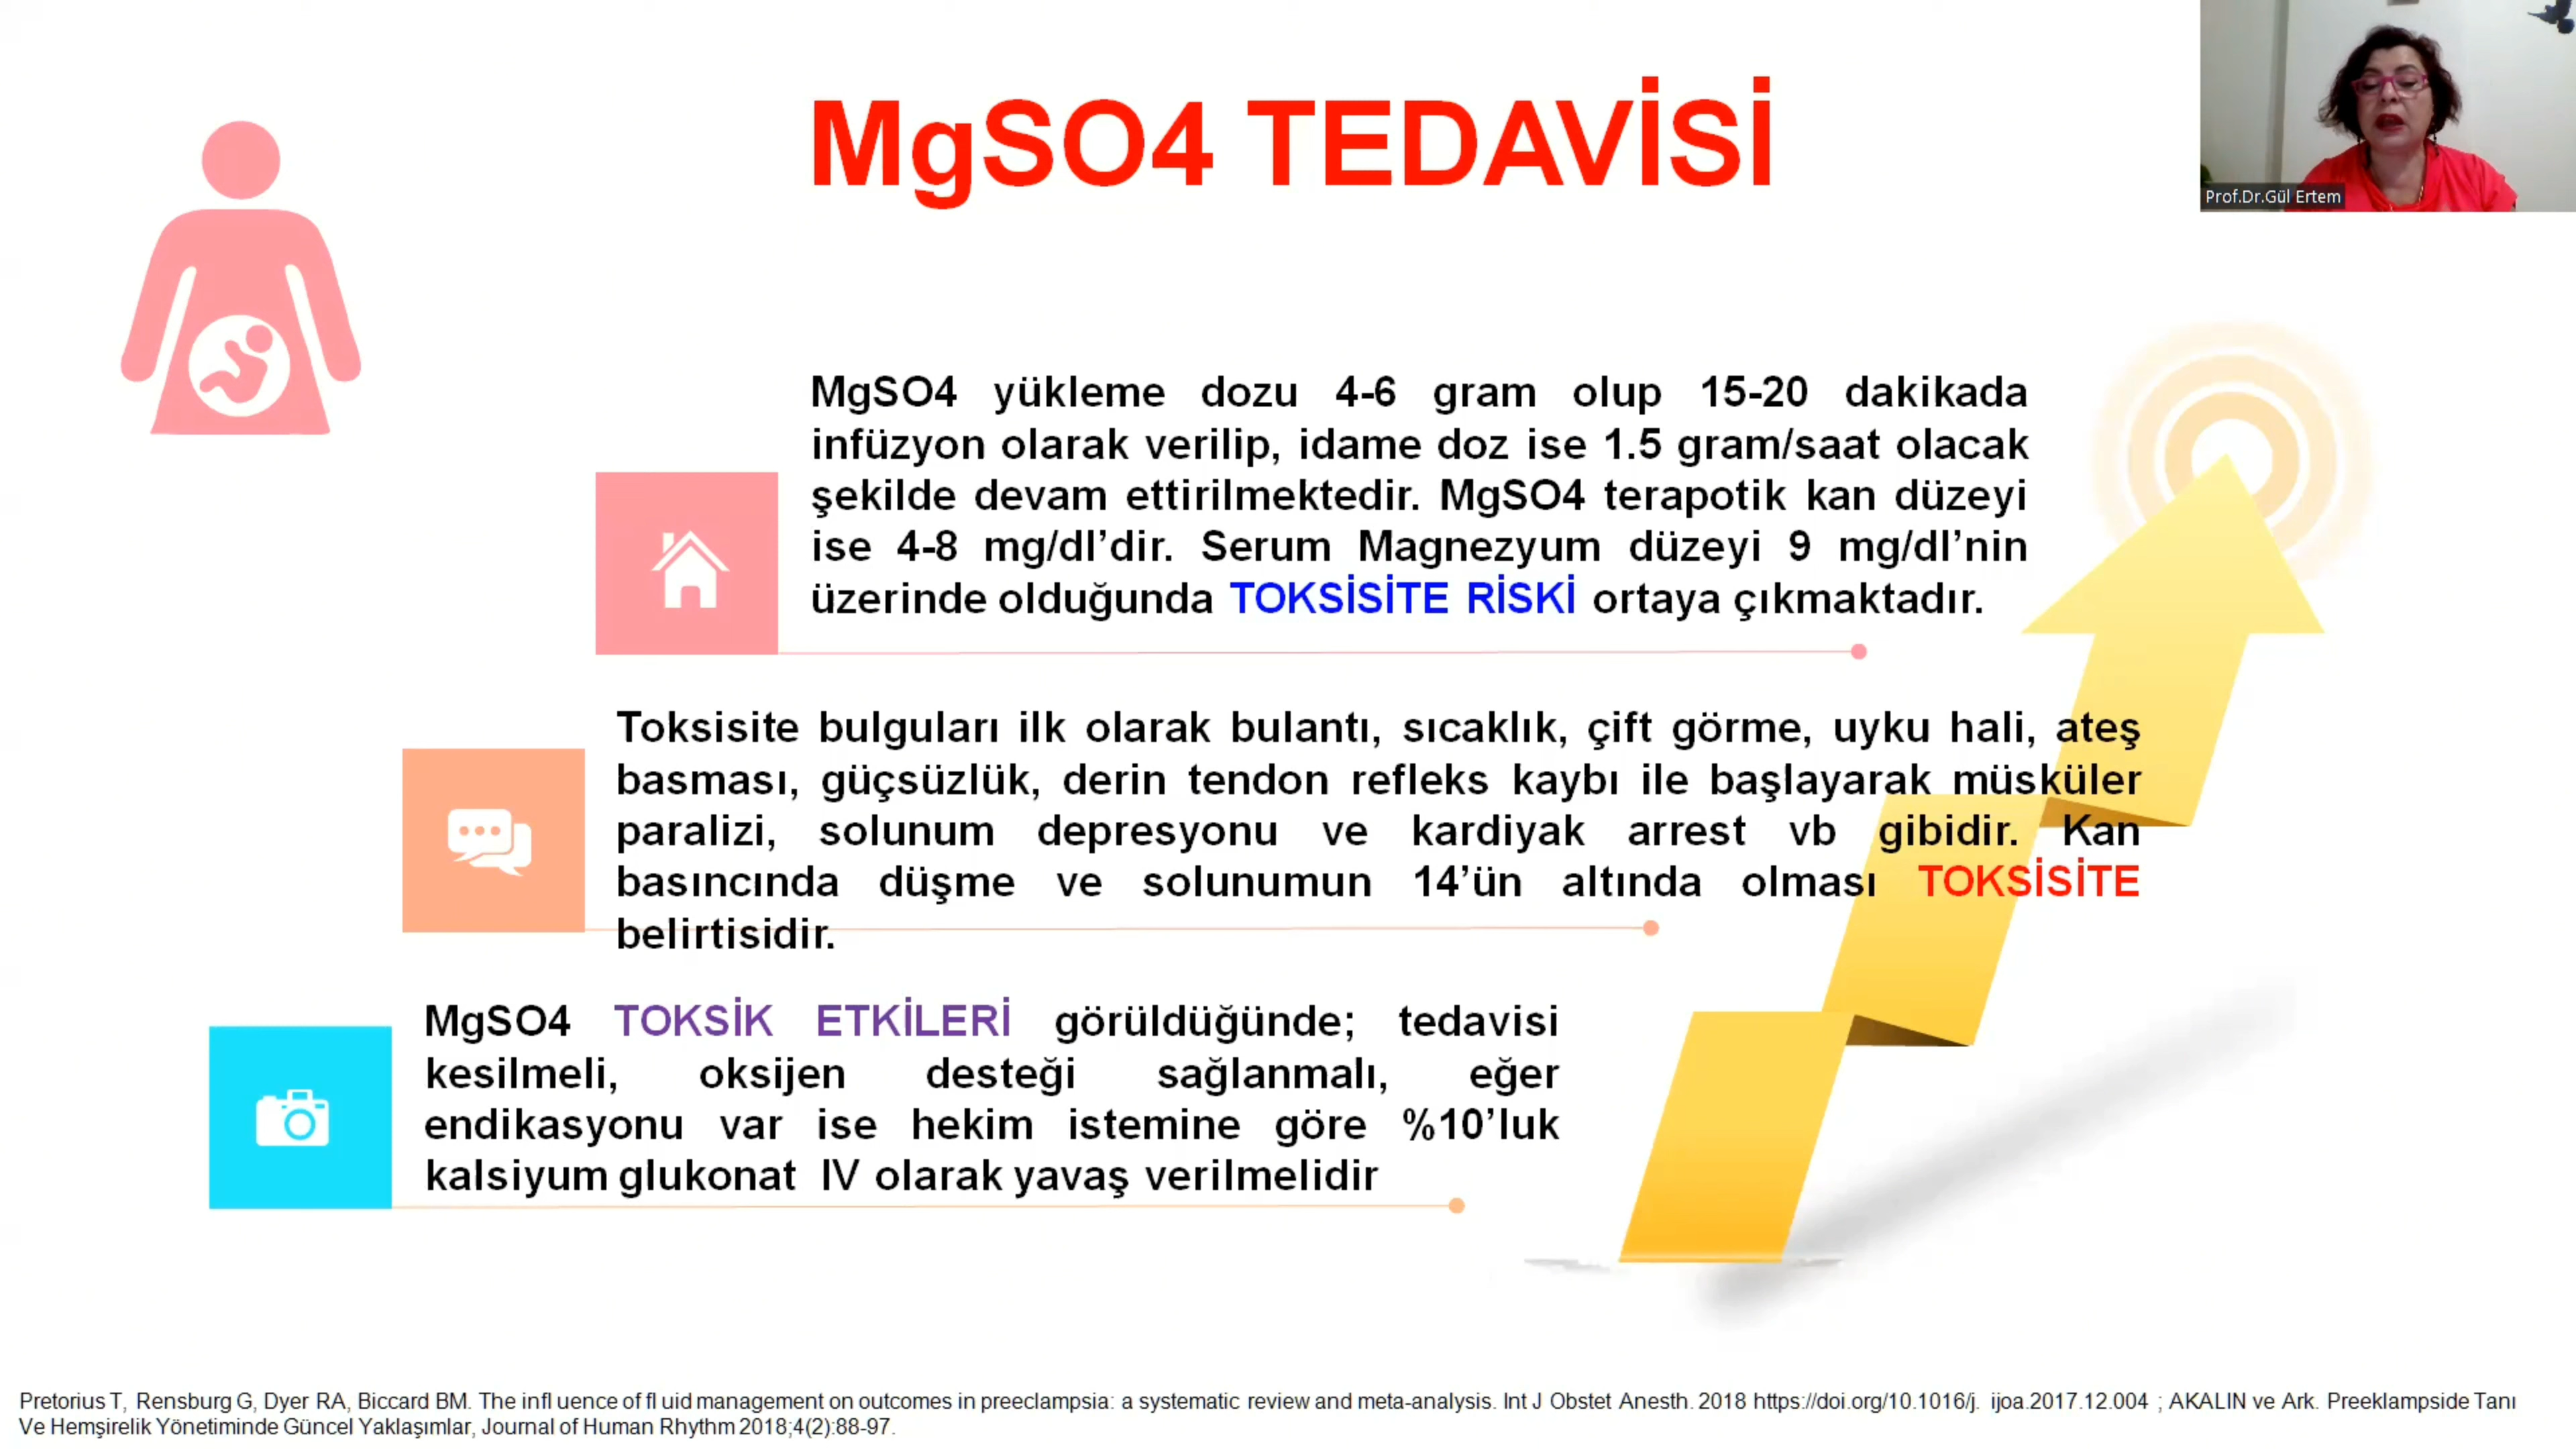 MgSO4 TEDAVİSİ
Prof.Dr.Gül Ertem
MgSO4 yükleme dozu 4-6 gram olup 15-20 dakikada
infüzyon olarak verilip, idame doz ise 1.5 gram/saat olacak
şekilde devam ettirilmektedir. MgSO4 terapotik kan düzeyi
ise 4-8 mg/dl’dir. Serum Magnezyum düzeyi 9 mg/dl’nin
üzerinde olduğunda TOKSİSİTE RİSKİ ortaya çıkmaktadır.
Toksisite bulguları ilk olarak bulantı, sıcaklık, çift görme, uyku hali, ateş
basması, güçsüzlük, derin tendon refleks kaybı ile başlayarak müsküler
paralizi, solunum depresyonu ve kardiyak arrest vb gibidir. Kan
basıncında düşme ve solunumun 14’ün altında olması TOKSİSİTE
belirtisidir.
MgSO4 TOKSİK ETKİLERİ görüldüğünde; tedavisi
kesilmeli, oksijen desteği sağlanmalı, eğer
endikasyonu var ise hekim istemine göre %10’luk
kalsiyum glukonat IV olarak yavaş verilmelidir
Pretorius T, Rensburg G, Dyer RA, Biccard BM. The infl uence of fl uid management on outcomes in preeclampsia: a systematic review and meta-analysis. Int J Obstet Anesth. 2018 https://doi.org/10.1016/j. ijoa.2017.12.004 ; AKALIN ve Ark. Preeklampside Tanı
Ve Hemşirelik Yönetiminde Güncel Yaklaşımlar, Journal of Human Rhythm 2018;4(2):88-97.